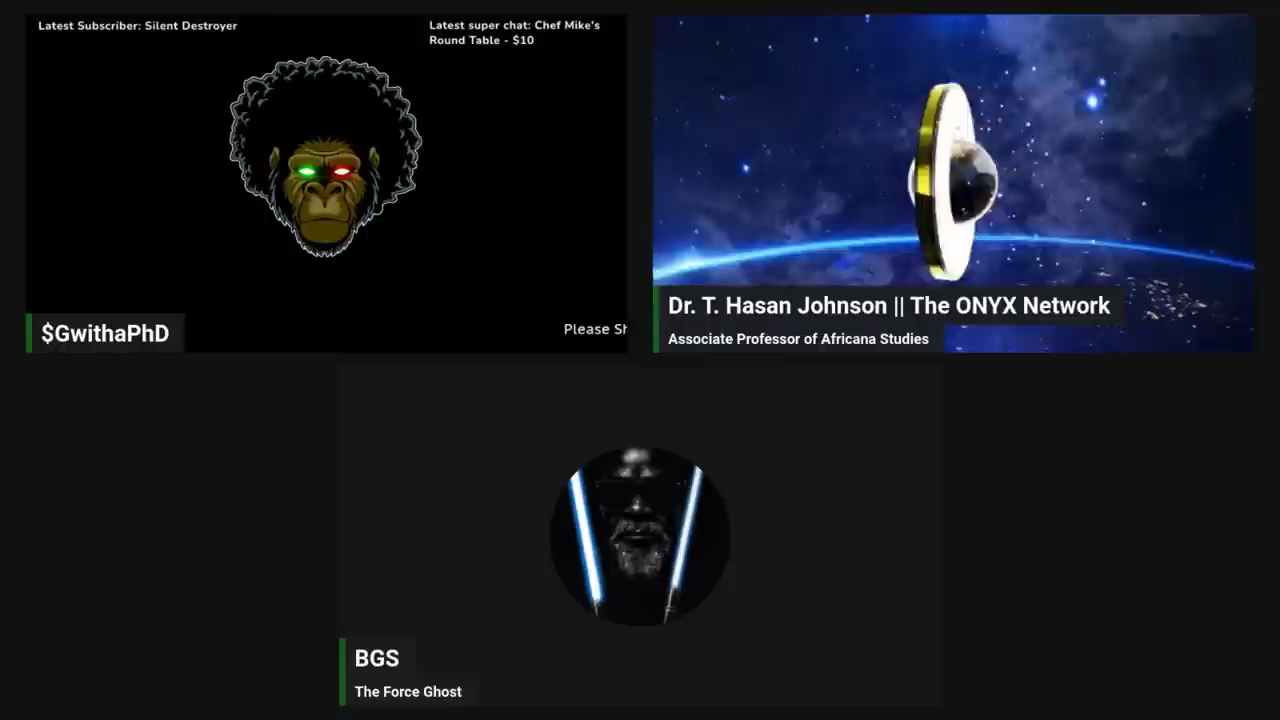 Latest Subscriber: Silent Destroyer
Latest super chat: Chef Mike's
Round Table - $10
$GwithaPhD
Please Sh
Dr. T. Hasan Johnson || The ONYX Network
Associate Professor of Africana Studies
BGS
The Force Ghost